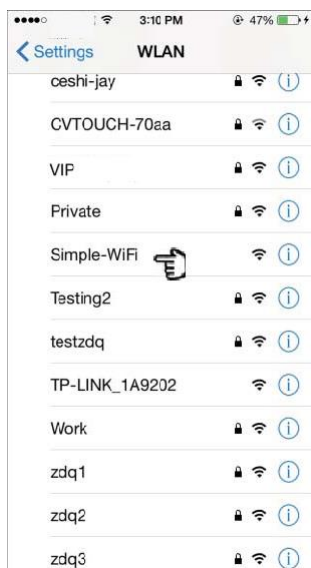 3:10 PM
47%
Settings
WLAN
ceshi-jay
CVTOUCH-70aa
VIP
Private
Simple-WiFi
Testing2
testzdq
TP-LINK_1A9202
Work
zdq1
zdq2
zdq3